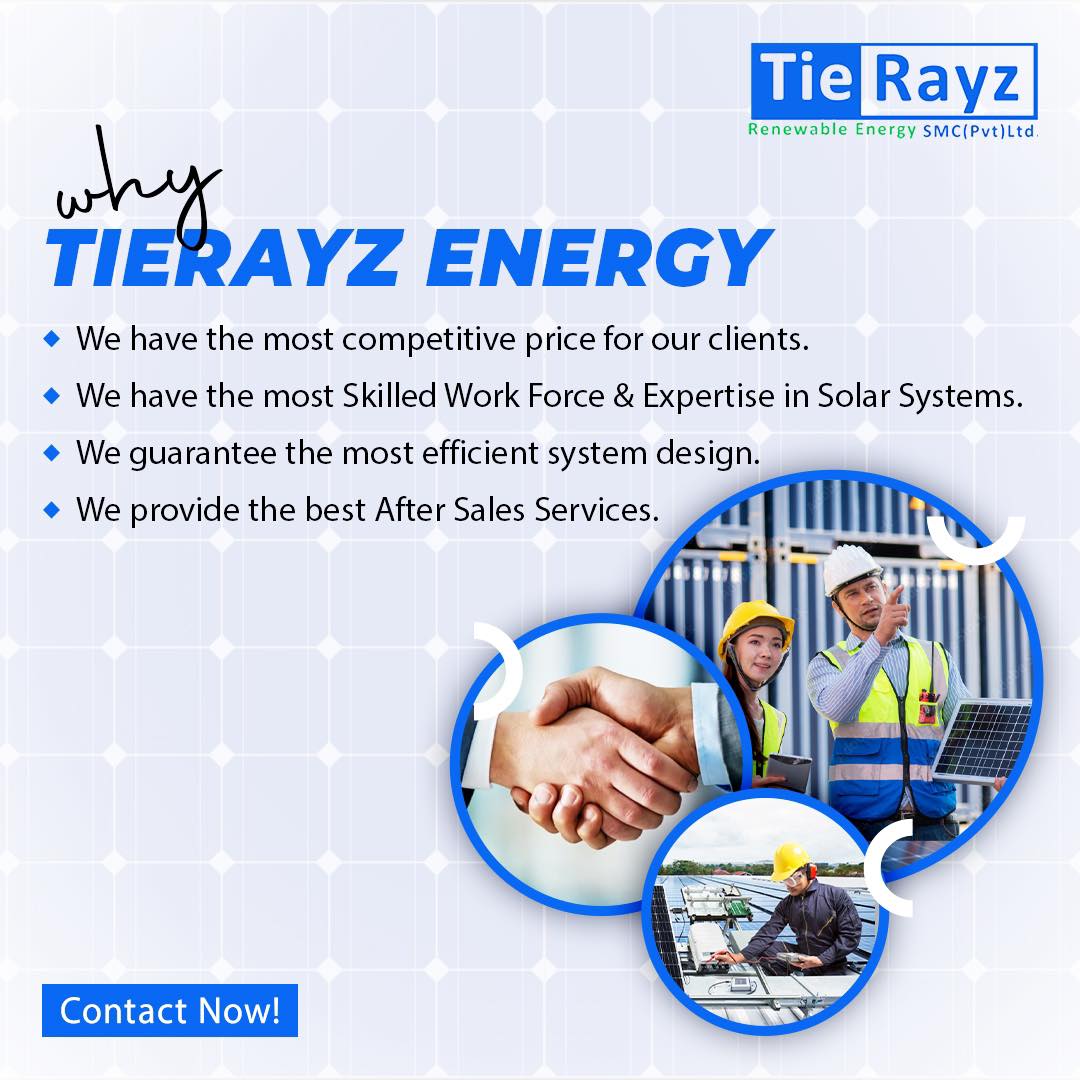 Tie Rayz
Renewable Energy SMC(Pvt)Ltd.
why
TIERAYZ ENERGY
We have the most competitive price for our clients.
We have the most Skilled Work Force & Expertise in Solar Systems.
We guarantee the most efficient system design.
We provide the best After Sales Services.
Contact Now!